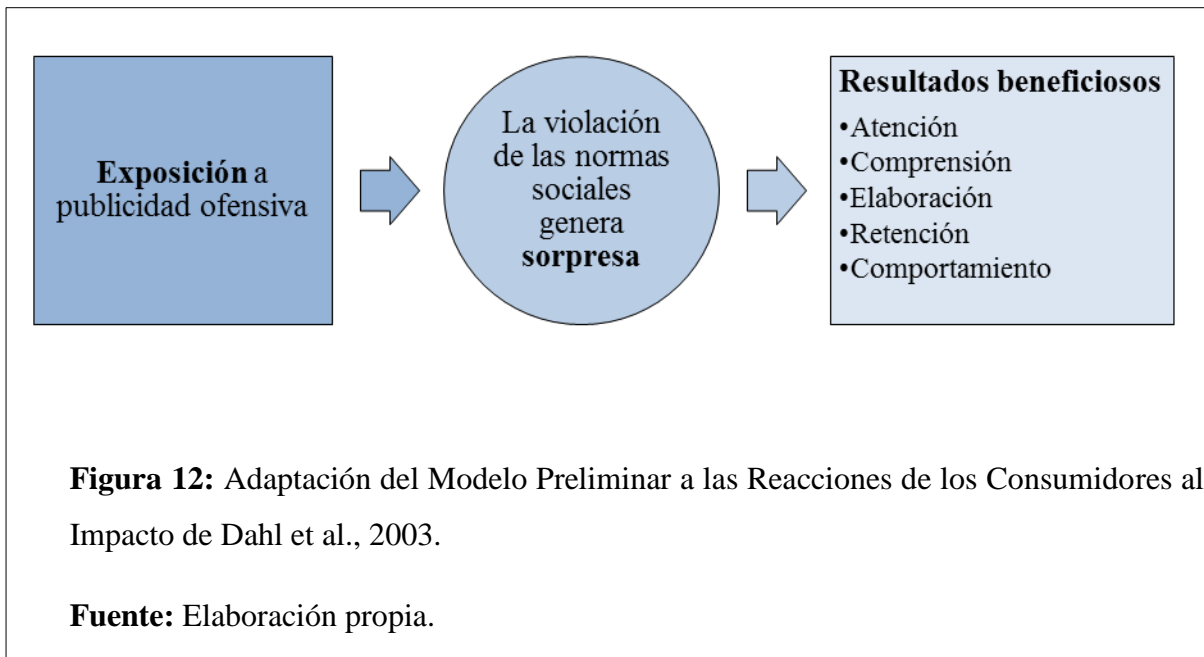 Exposición a
publicidad ofensiva
La violación
de las normas
sociales
genera
sorpresa
Resultados beneficiosos
•Atención
•Comprensión
•Elaboración
•Retención
•Comportamiento
Figura 12: Adaptación del Modelo Preliminar a las Reacciones de los Consumidores al
Impacto de Dahl et al., 2003.
Fuente: Elaboración propia.